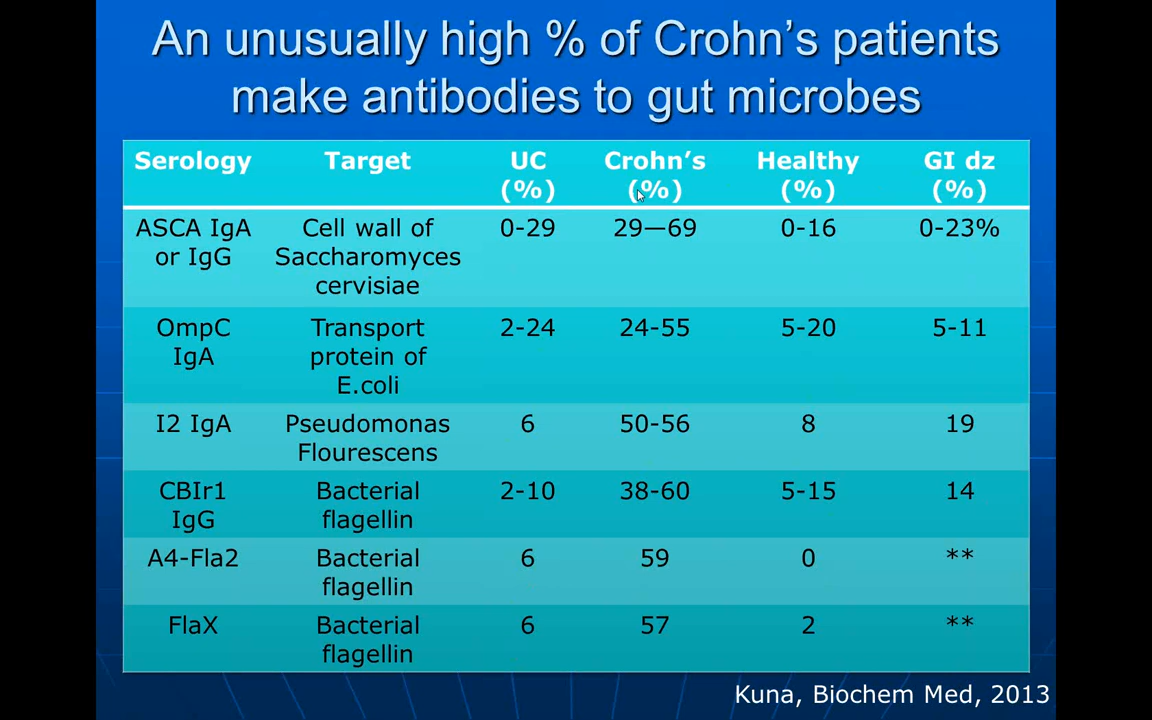 An unusually high % of Crohn’s patients
make antibodies to gut microbes
Serology Target UC (%) Crohn’s (%) Healthy (%) GI dz (%)
ASCA IgA or IgG Cell wall of Saccharomyces cervisiae 0-29 29—69 0-16 0-23%
OmpC IgA Transport protein of E.coli 2-24 24-55 5-20 5-11
I2 IgA Pseudomonas Flourescens 6 50-56 8 19
CBIr1 IgG Bacterial flagellin 2-10 38-60 5-15 14
A4-Fla2 Bacterial flagellin 6 59 0 **
FlaX Bacterial flagellin 6 57 2 **
Kuna, Biochem Med, 2013